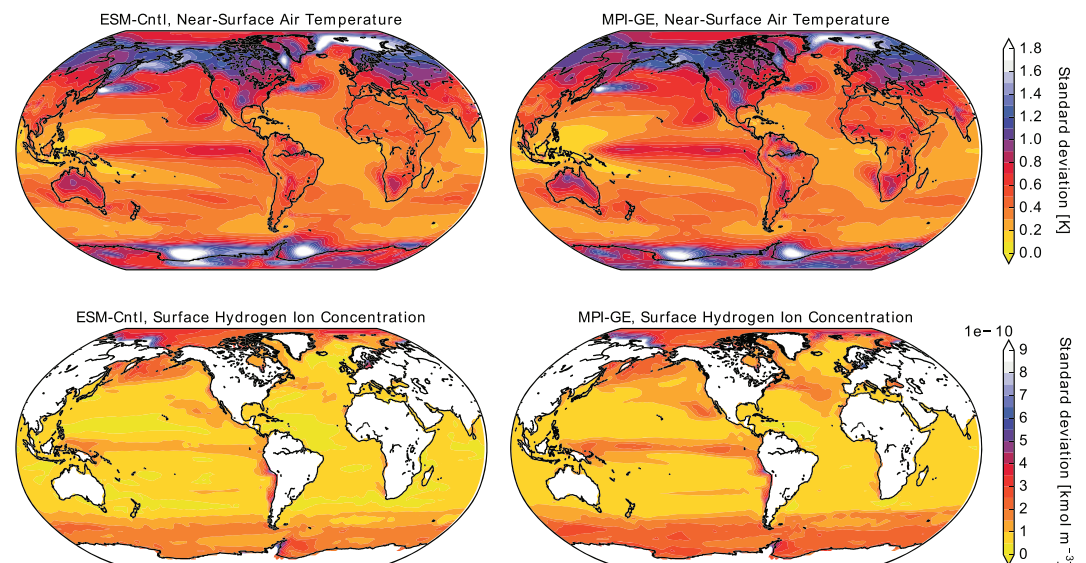 ESM-Cntl, Near-Surface Air Temperature
MPI-GE, Near-Surface Air Temperature
1.8
1.6
1.4
1.2
1.0
0.8
0.6
0.4
0.2
0.0
Standard deviation [K]
ESM-Cntl, Surface Hydrogen Ion Concentration
MPI-GE, Surface Hydrogen Ion Concentration
1e−10
9
8
7
6
5
4
3
2
1
0
Standard deviation [kmol m⁻³]